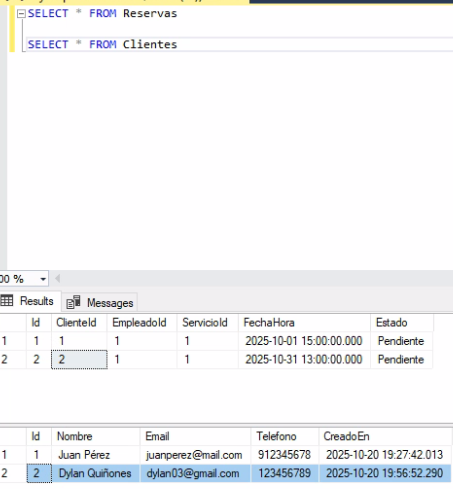 SELECT * FROM Reservas
SELECT * FROM Clientes
00 %
Results Messages
Id ClienteId EmpleadoId ServicioId FechaHora Estado
1 1 1 1 1 2025-10-01 15:00:00.000 Pendiente
2 2 2 1 1 2025-10-31 13:00:00.000 Pendiente
Id Nombre Email Telefono CreadoEn
1 1 Juan Pérez juanperez@mail.com 912345678 2025-10-20 19:27:42.013
2 2 Dylan Quiñones dylan03@gmail.com 123456789 2025-10-20 19:56:52.290